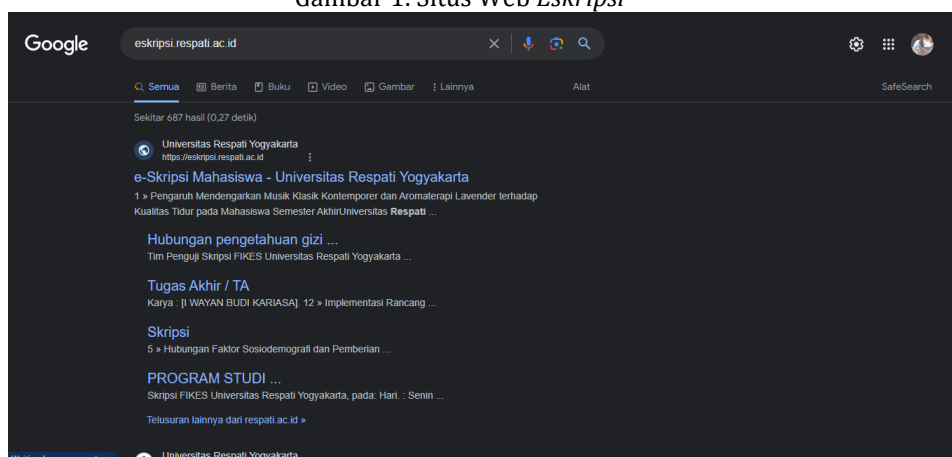 Gambar 1. Situs Web Eskripsi
Google
eskripsi.respati.ac.id
Semua Berita Buku Video Gambar Lainnya Alat SafeSearch
Sekitar 687 hasil (0,27 detik)
Universitas Respati Yogyakarta
https://eskripsi.respati.ac.id
e-Skripsi Mahasiswa - Universitas Respati Yogyakarta
1 » Pengaruh Mendengarkan Musik Klasik Kontemporer dan Aromaterapi Lavender terhadap
Kualitas Tidur pada Mahasiswa Semester AkhirUniversitas Respati ...
Hubungan pengetahuan gizi ...
Tim Penguji Skripsi FIKES Universitas Respati Yogyakarta ...
Tugas Akhir / TA
Karya : [I WAYAN BUDI KARIASA]. 12 » Implementasi Rancang ...
Skripsi
5 » Hubungan Faktor Sosiodemografi dan Pemberian ...
PROGRAM STUDI ...
Skripsi FIKES Universitas Respati Yogyakarta, pada: Hari. : Senin ...
Telusuran lainnya dari respati.ac.id »
Universitas Respati Yogyakarta